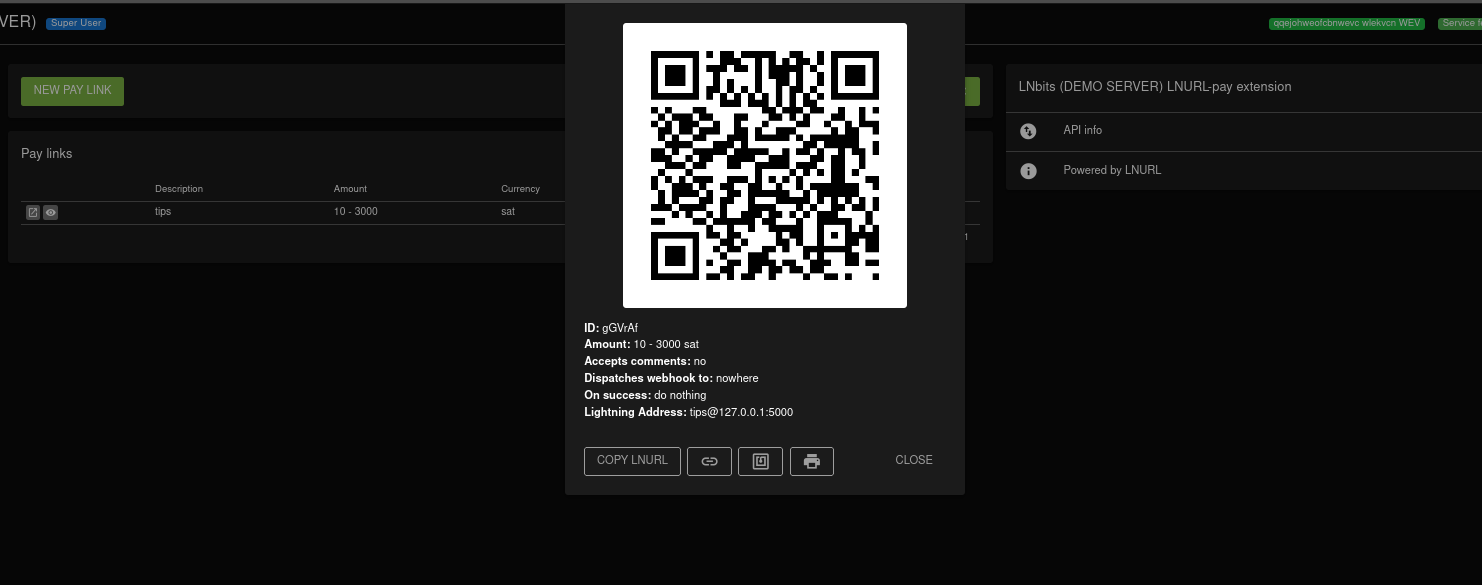 VER) Super User
qqejohweofcbnwevc wlekvcn WEV
NEW PAY LINK
LNbits (DEMO SERVER) LNURL-pay extension
API info
Powered by LNURL
Pay links
Description Amount Currency
tips 10 - 3000 sat
1
ID: gGVrAf
Amount: 10 - 3000 sat
Accepts comments: no
Dispatches webhook to: nowhere
On success: do nothing
Lightning Address: tips@127.0.0.1:5000
COPY LNURL
CLOSE